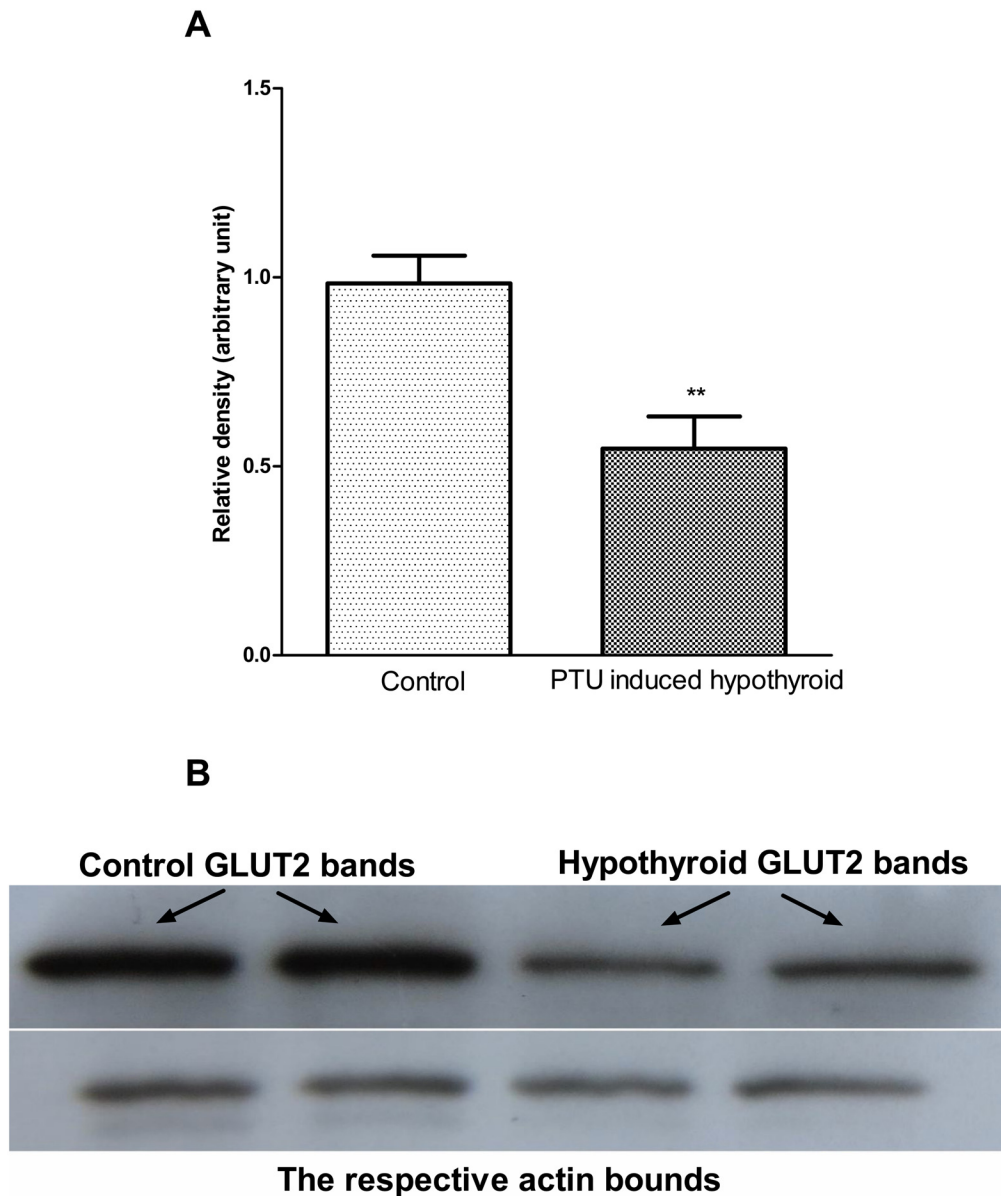 A
1.5
1.0
0.5
0.0
Relative density (arbitrary unit)
**
Control
PTU induced hypothyroid
B
Control GLUT2 bands
Hypothyroid GLUT2 bands
The respective actin bounds